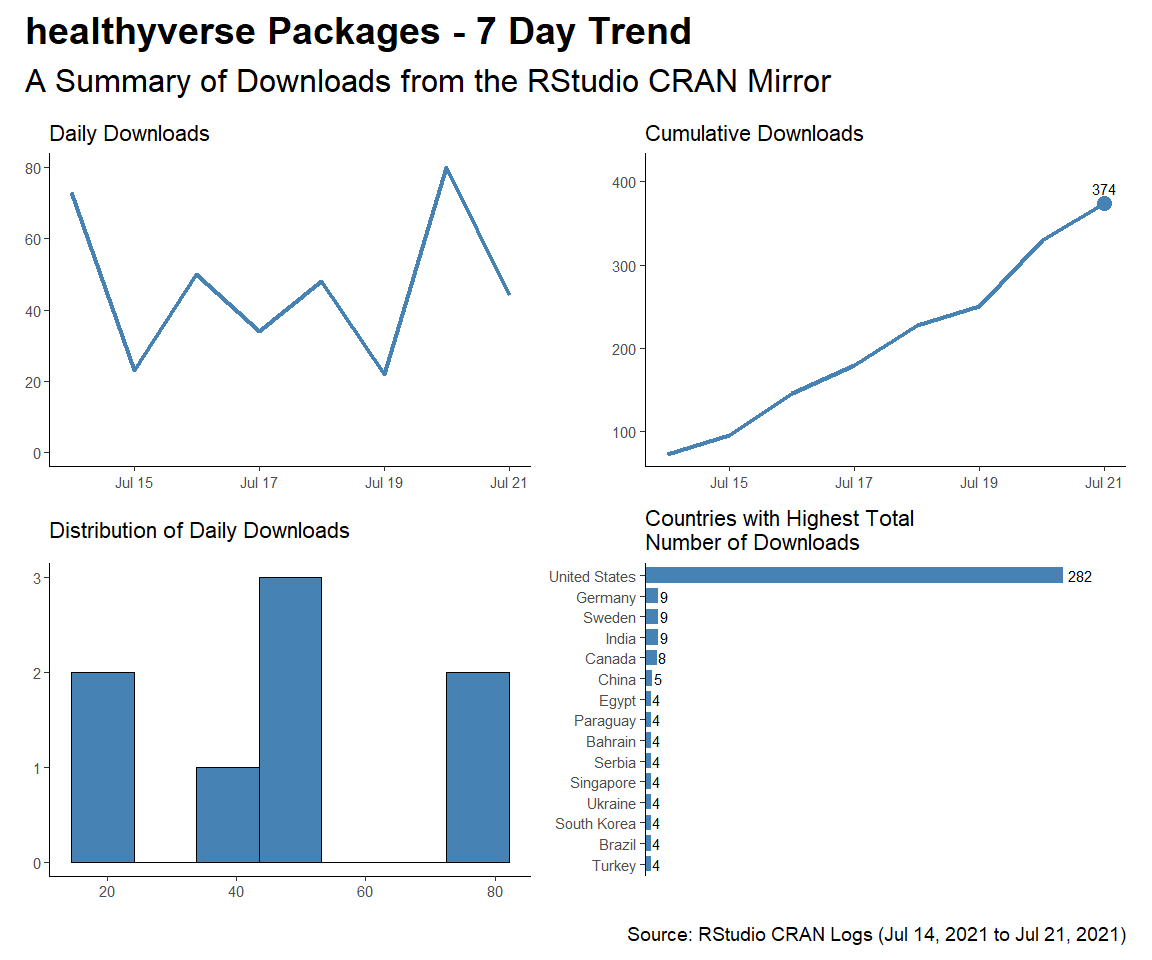 healthyverse Packages - 7 Day Trend
A Summary of Downloads from the RStudio CRAN Mirror
Daily Downloads
80
60
40
20
0
Jul 15 Jul 17 Jul 19 Jul 21
Cumulative Downloads
400
300
200
100
374
Jul 15 Jul 17 Jul 19 Jul 21
Distribution of Daily Downloads
3
2
1
0
20 40 60 80
Countries with Highest Total
Number of Downloads
United States 282
Germany 9
Sweden 9
India 9
Canada 8
China 5
Egypt 4
Paraguay 4
Bahrain 4
Serbia 4
Singapore 4
Ukraine 4
South Korea 4
Brazil 4
Turkey 4
Source: RStudio CRAN Logs (Jul 14, 2021 to Jul 21, 2021)